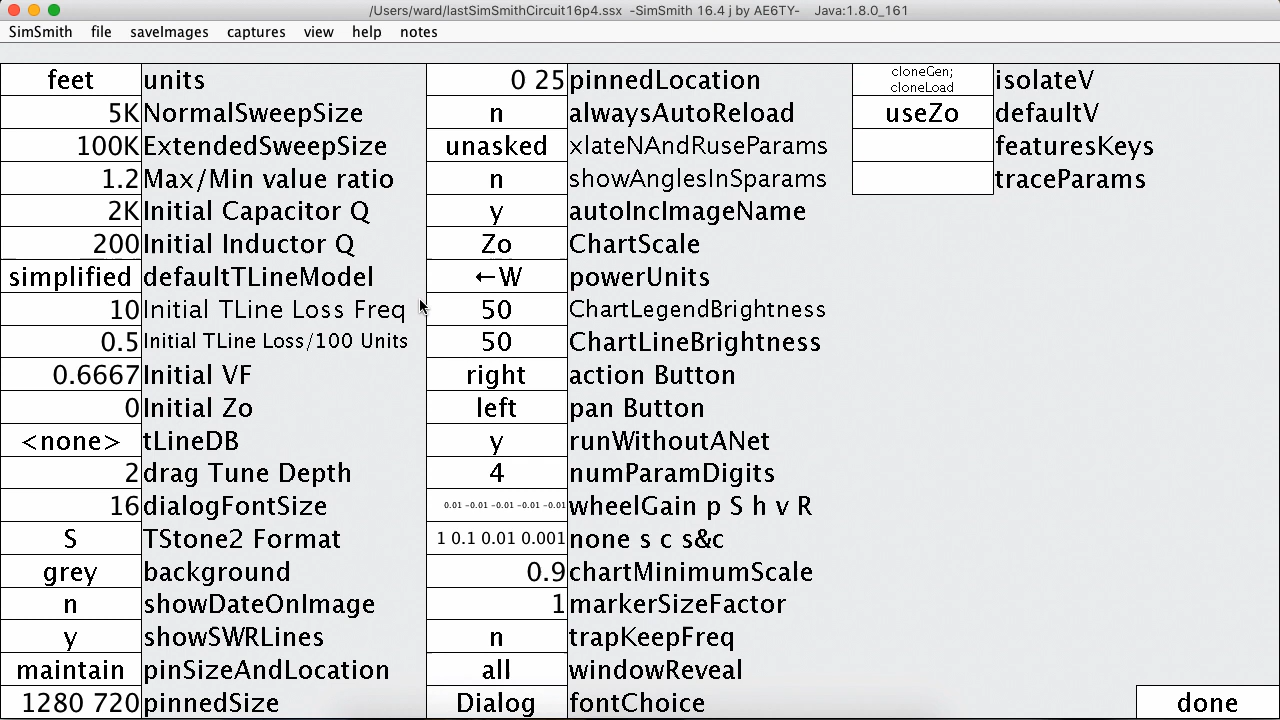 /Users/ward/lastSimSmithCircuit16p4.ssx -SimSmith 16.4 j by AE6TY- Java:1.8.0_161
SimSmith file saveImages captures view help notes
feet units
5K NormalSweepSize
100K ExtendedSweepSize
1.2 Max/Min value ratio
2K Initial Capacitor Q
200 Initial Inductor Q
simplified defaultTLineModel
10 Initial TLine Loss Freq
0.5 Initial TLine Loss/100 Units
0.6667 Initial VF
0 Initial Zo
<none> tLineDB
2 drag Tune Depth
16 dialogFontSize
S TStone2 Format
grey background
n showDateOnImage
y showSWRLines
maintain pinSizeAndLocation
1280 720 pinnedSize
0 25 pinnedLocation
n alwaysAutoReload
unasked xlateNAndRuseParams
n showAnglesInSparams
y autoIncImageName
Zo ChartScale
←W powerUnits
50 ChartLegendBrightness
50 ChartLineBrightness
right action Button
left pan Button
y runWithoutANet
4 numParamDigits
0.01 -0.01 -0.01 -0.01 -0.01 wheelGain p S h v R
1 0.1 0.01 0.001 none s c s&c
0.9 chartMinimumScale
1 markerSizeFactor
n trapKeepFreq
all windowReveal
Dialog fontChoice
cloneGen;
cloneLoad isolateV
useZo defaultV
featuresKeys
traceParams
done